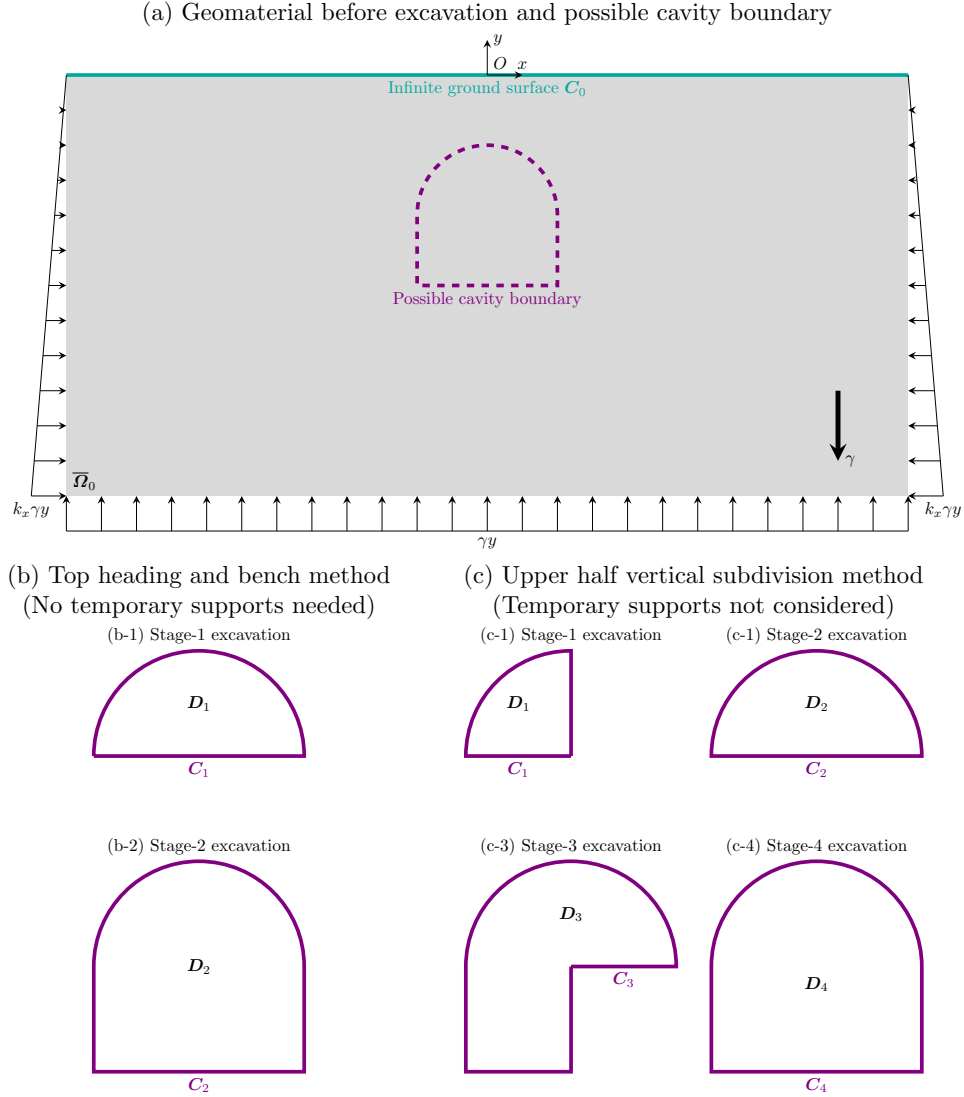 (a) Geomaterial before excavation and possible cavity boundary
y
O x
Infinite ground surface C₀
Possible cavity boundary
γ
Ω̅₀
kₓγy
kₓγy
γy
(b) Top heading and bench method
(No temporary supports needed)
(c) Upper half vertical subdivision method
(Temporary supports not considered)
(b-1) Stage-1 excavation
D₁
C₁
(c-1) Stage-1 excavation
D₁
C₁
(c-1) Stage-2 excavation
D₂
C₂
(b-2) Stage-2 excavation
D₂
C₂
(c-3) Stage-3 excavation
D₃
C₃
(c-4) Stage-4 excavation
D₄
C₄